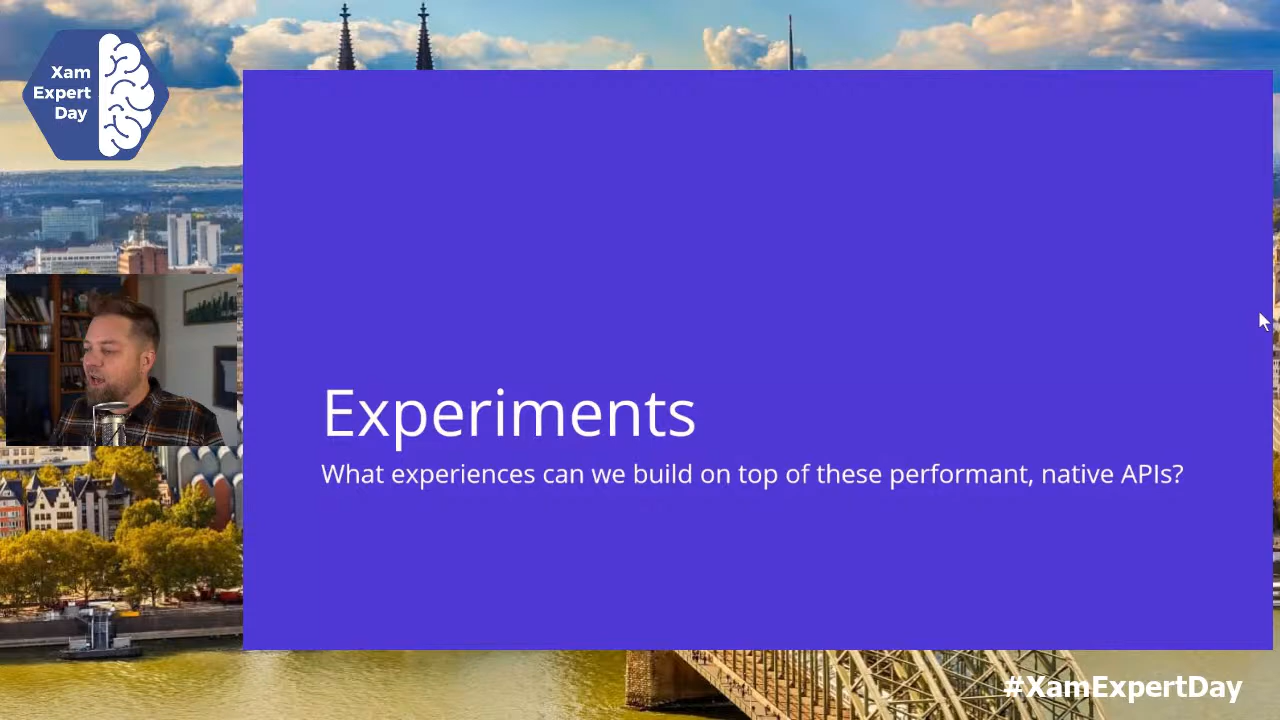 Xam
Expert
Day
Experiments
What experiences can we build on top of these performant, native APIs?
#XamExpertDay